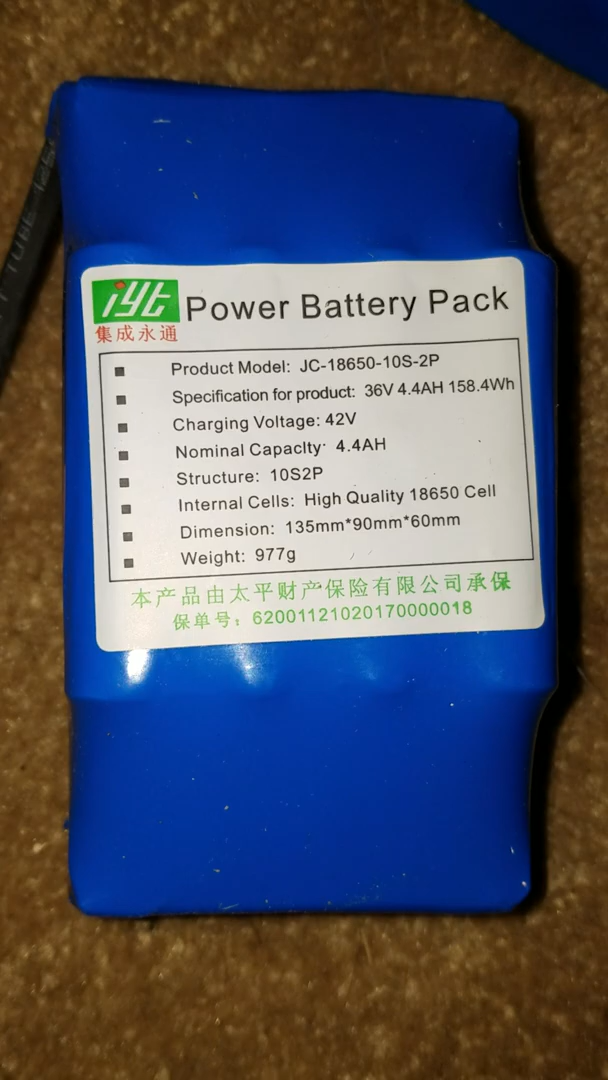 iyt
Power Battery Pack
集成永通
Product Model: JC-18650-10S-2P
Specification for product: 36V 4.4AH 158.4Wh
Charging Voltage: 42V
Nominal Capaclty· 4.4AH
Structure: 10S2P
Internal Cells: High Quality 18650 Cell
Dimension: 135mm*90mm*60mm
Weight: 977g
本产品由太平财产保险有限公司承保
保单号：62001121020170000018